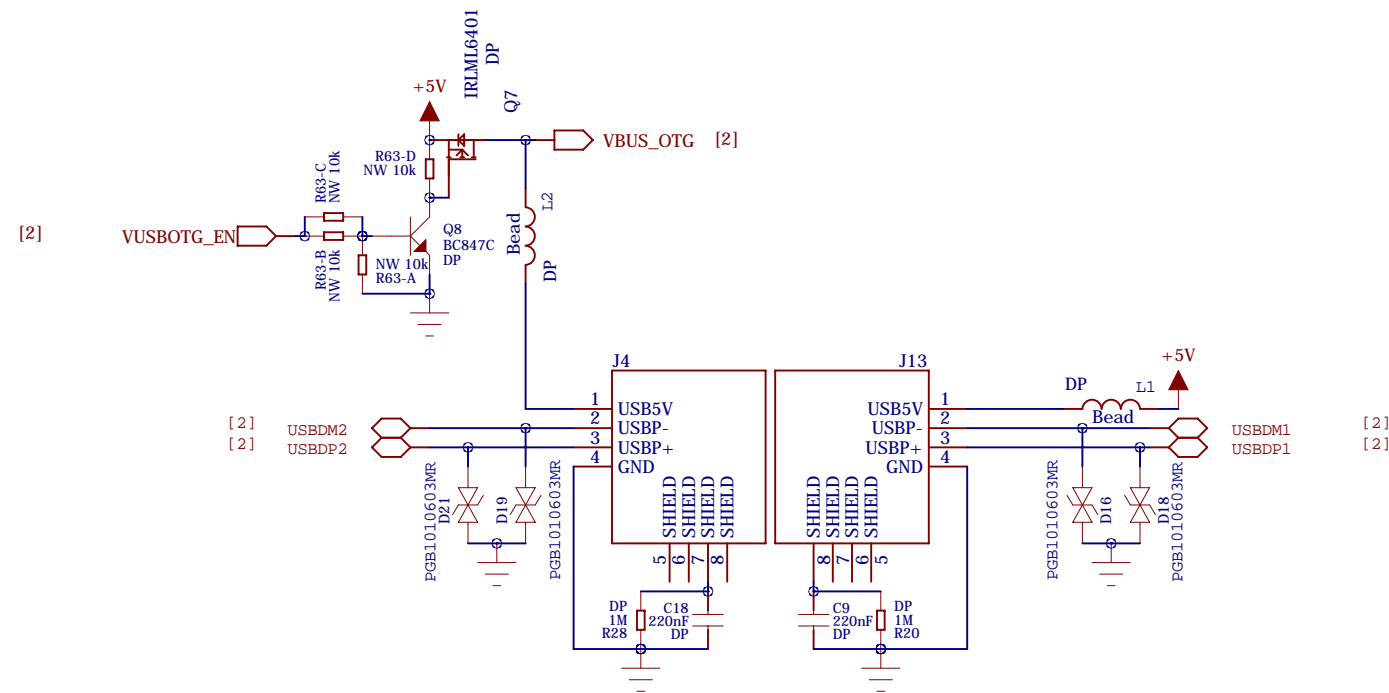 IRLML6401
DP
Q7
+5V
VBUS_OTG [2]
R63-D
NW 10k
R63-C
NW 10k
[2] VUSBOTG_EN
R63-B
NW 10k
NW 10k
R63-A
Q8
BC847C
DP
L2
Bead
DP
J4
1 USB5V
2 USBP-
3 USBP+
4 GND
SHIELD SHIELD SHIELD SHIELD
5 6 7 8
[2] USBDM2
[2] USBDP2
PGB1010603MR
D21
D19
PGB1010603MR
DP
1M
R28
C18
220nF
DP
J13
USB5V 1
USBP- 2
USBP+ 3
GND 4
SHIELD SHIELD SHIELD SHIELD
8 7 6 5
+5V
DP L1
Bead
USBDM1 [2]
USBDP1 [2]
PGB1010603MR
D16
D18
PGB1010603MR
C9
220nF
DP
DP
1M
R20